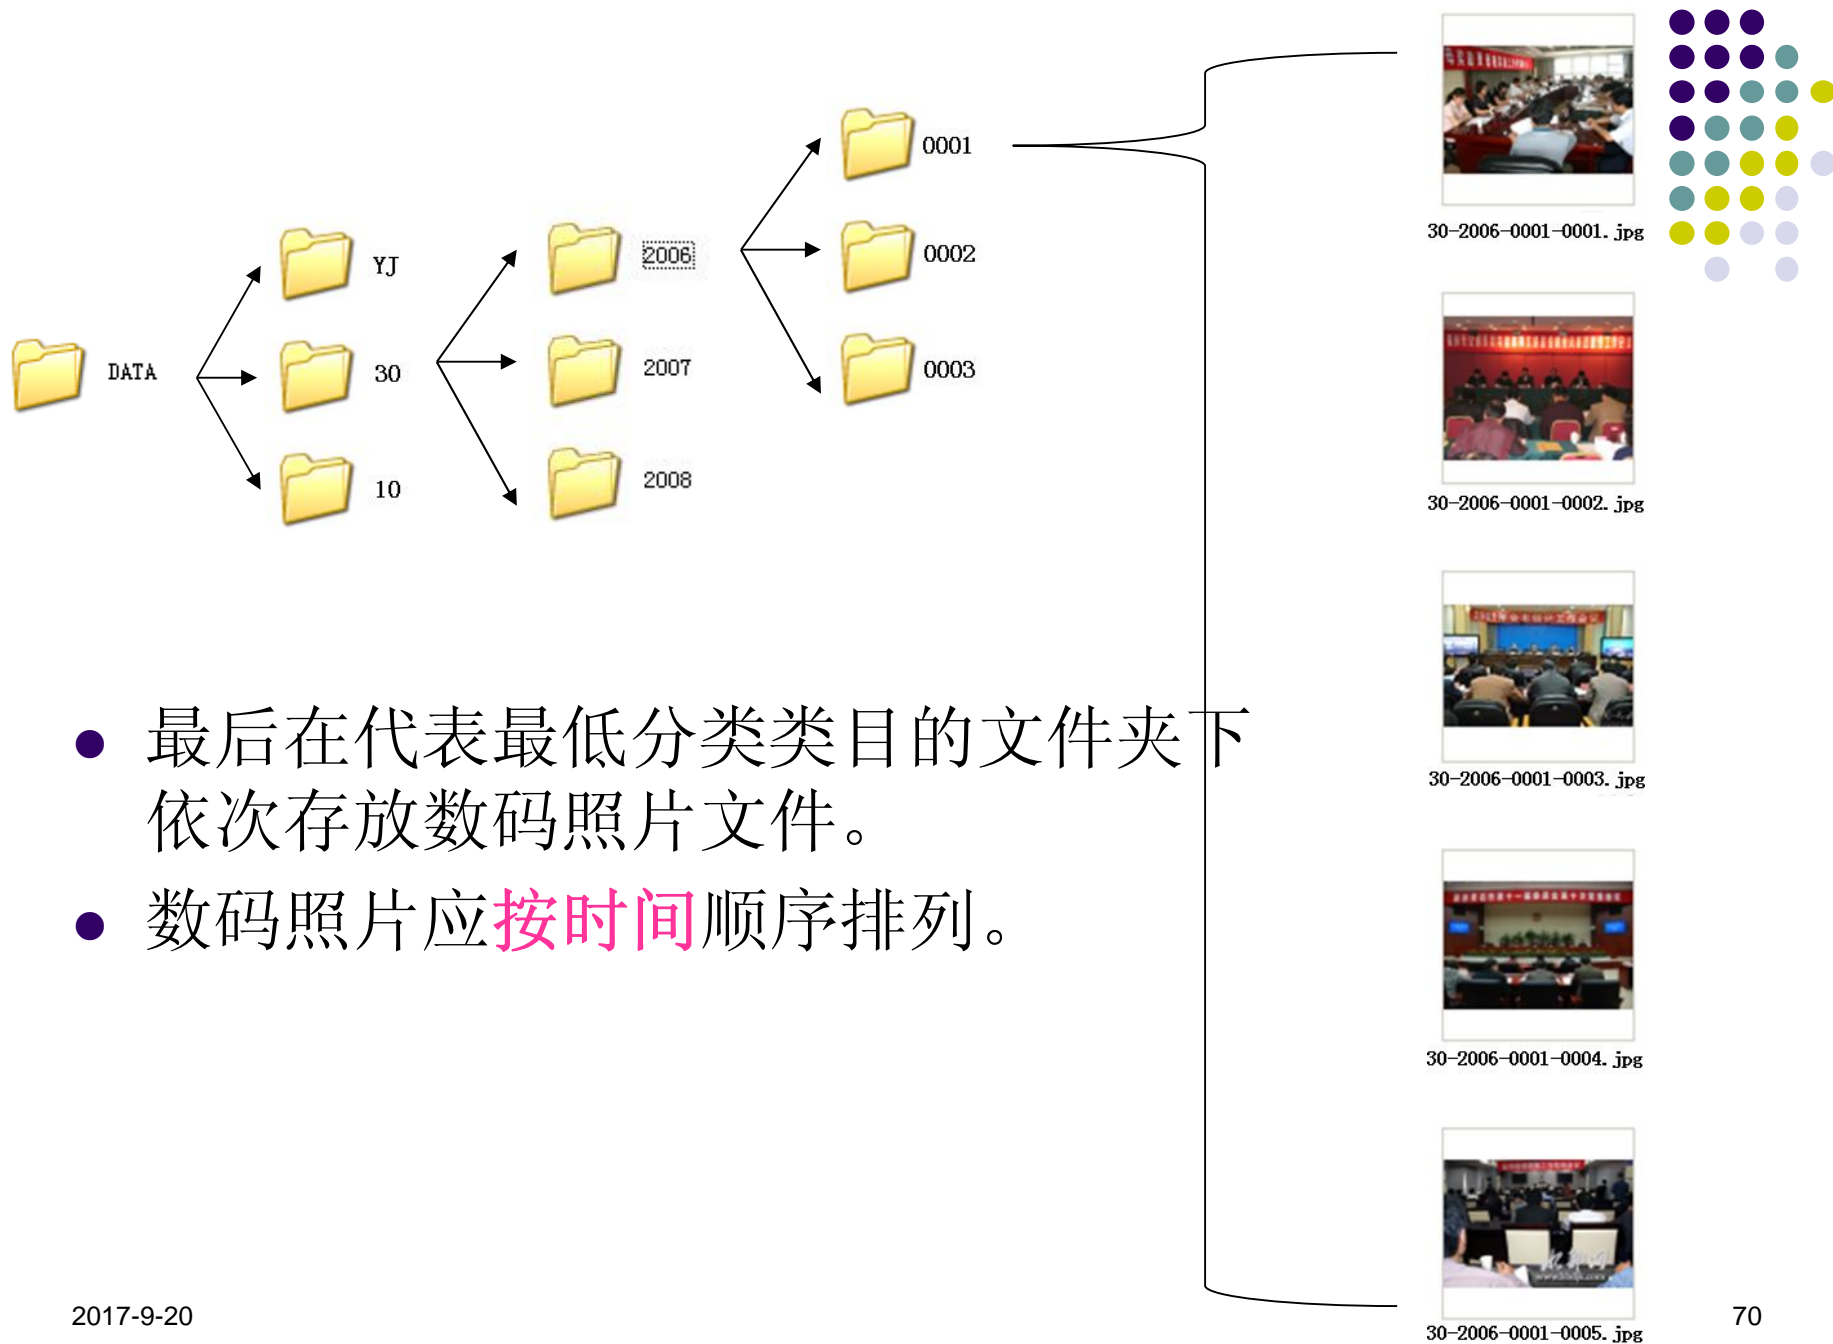 DATA
YJ
30
10
2006
2007
2008
0001
0002
0003
30-2006-0001-0001.jpg
30-2006-0001-0002.jpg
30-2006-0001-0003.jpg
30-2006-0001-0004.jpg
30-2006-0001-0005.jpg
最后在代表最低分类类目的文件夹下
依次存放数码照片文件。
数码照片应按时间顺序排列。
2017-9-20
70